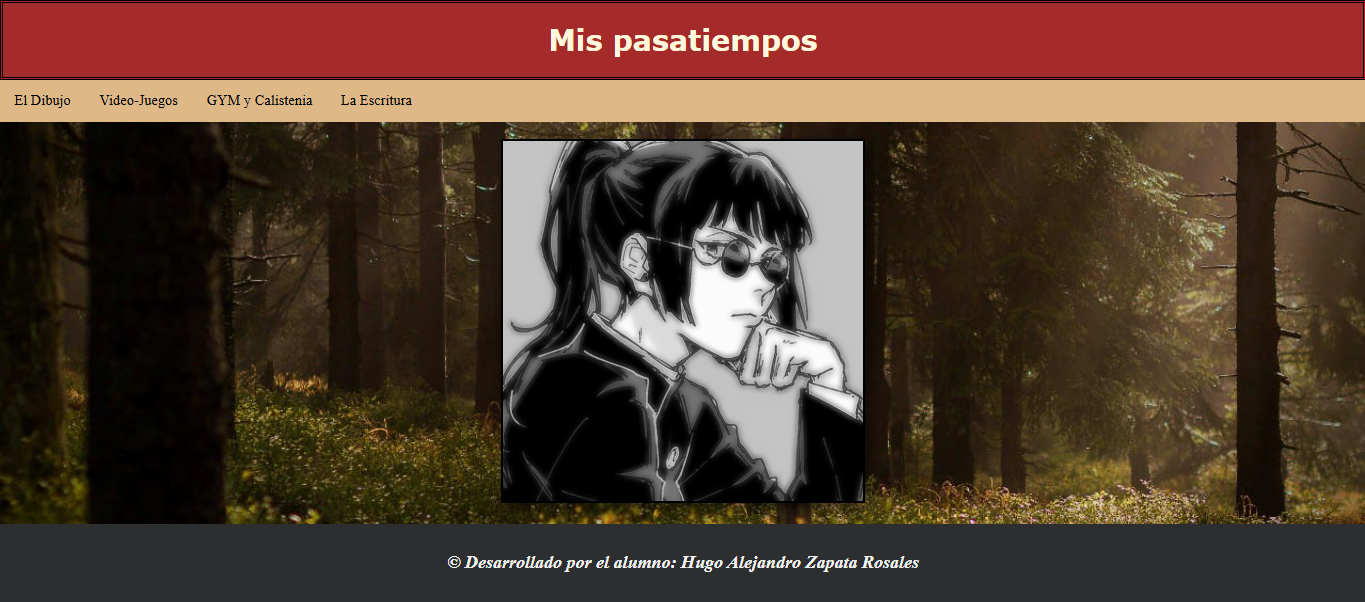 Mis pasatiempos
El Dibujo Video-Juegos GYM y Calistenia La Escritura
© Desarrollado por el alumno: Hugo Alejandro Zapata Rosales